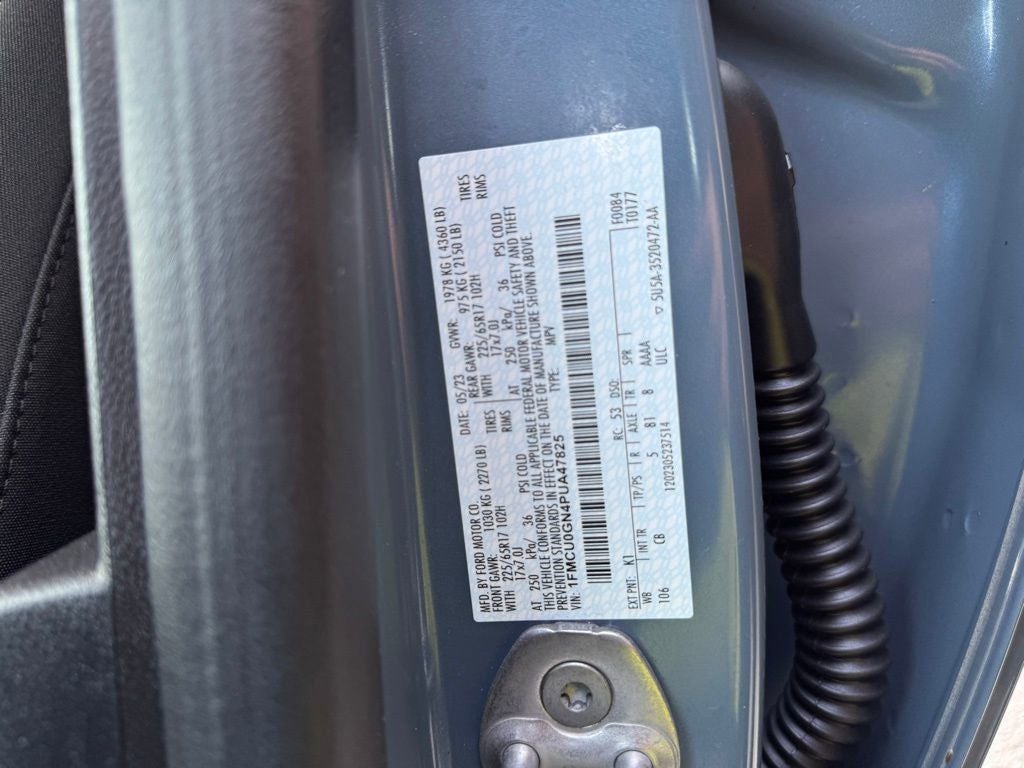 MFD. BY FORD MOTOR CO. DATE: 05/23 GVWR: 1978 KG ( 4360 LB)
FRONT GAWR: 1030 KG ( 2270 LB) REAR GAWR: 975 KG ( 2150 LB)
WITH 225/65R17 102H TIRES WITH 225/65R17 102H TIRES
17x7.0J RIMS 17x7.0J RIMS
AT 250 kPa/ 36 PSI COLD AT 250 kPa/ 36 PSI COLD
THIS VEHICLE CONFORMS TO ALL APPLICABLE FEDERAL MOTOR VEHICLE SAFETY AND THEFT
PREVENTION STANDARDS IN EFFECT ON THE DATE OF MANUFACTURE SHOWN ABOVE.
VIN: 1FMCU0GN4PUA47825 TYPE: MPV
F0084
EXT PNT: K1 RC: 53 DSO: T0177
WB INT TR TP/PS R AXLE TR SPR
106 CB 5 81 8 AAAA
1202305237514 ULC ▽ 5U5A-3520472-AA